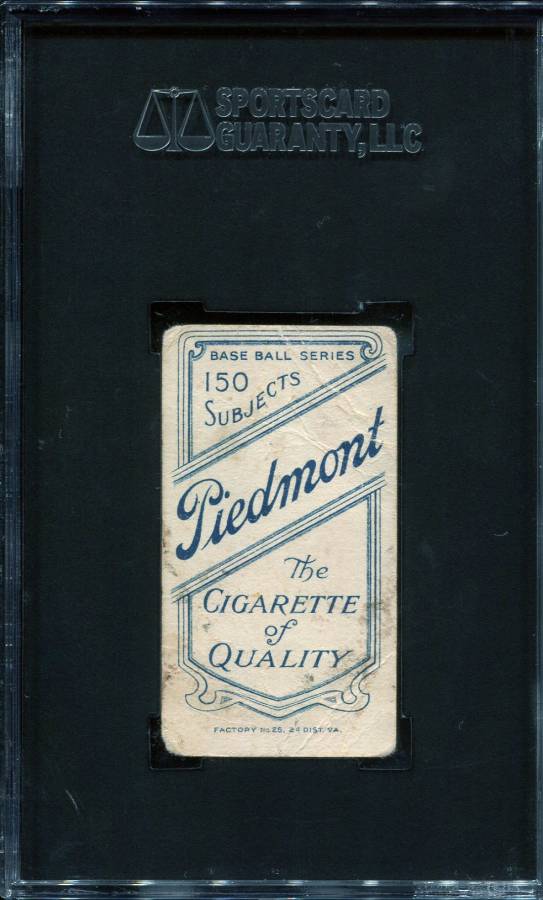 SPORTSCARD
GUARANTY, LLC
BASE BALL SERIES
150
SUBJECTS
Piedmont
The
CIGARETTE
of
QUALITY
FACTORY No 25, 2d DIST. VA.